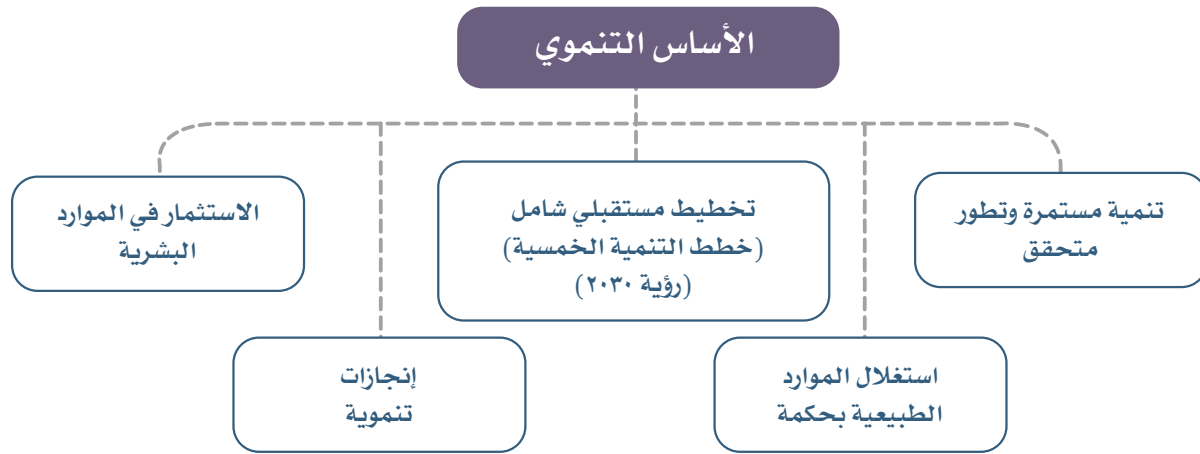 الأساس التنموي
تنمية مستمرة وتطور
متحقق
تخطيط مستقبلي شامل
(خطط التنمية الخمسية)
(رؤية ٢٠٣٠)
الاستثمار في الموارد
البشرية
استغلال الموارد
الطبيعية بحكمة
إنجازات
تنموية